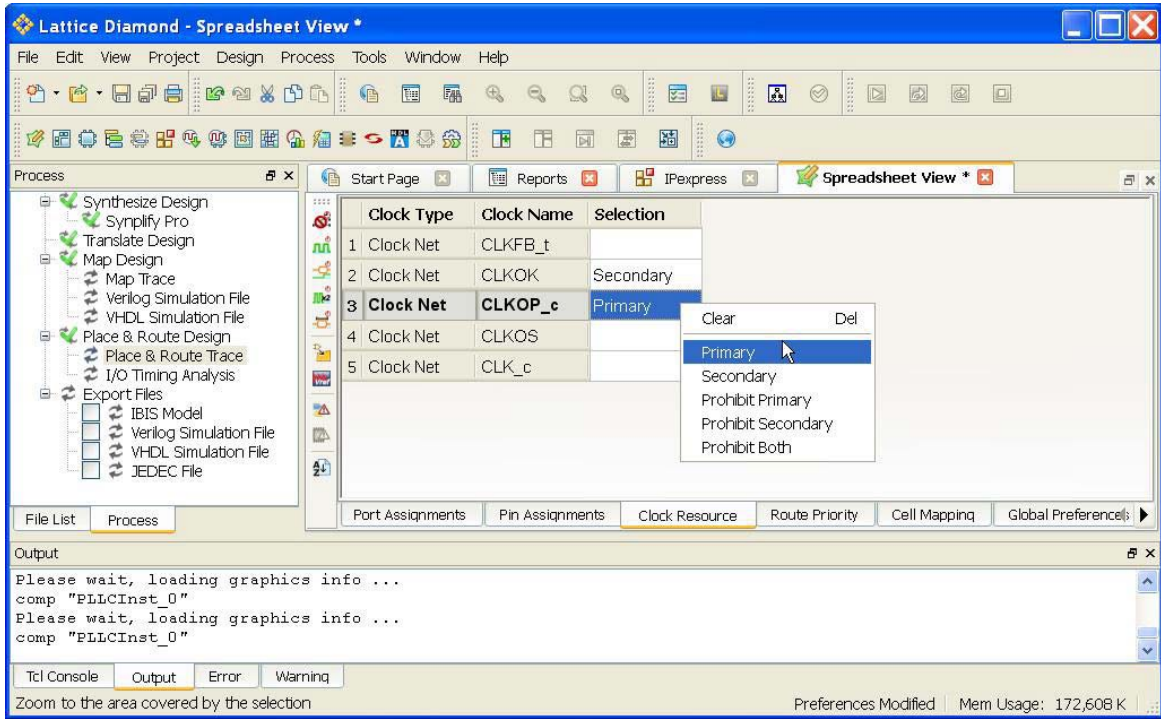 Lattice Diamond - Spreadsheet View *
File Edit View Project Design Process Tools Window Help
Process
Start Page
Reports
IPexpress
Spreadsheet View *
Synthesize Design
Synplify Pro
Translate Design
Map Design
Map Trace
Verilog Simulation File
VHDL Simulation File
Place & Route Design
Place & Route Trace
I/O Timing Analysis
Export Files
IBIS Model
Verilog Simulation File
VHDL Simulation File
JEDEC File
File List Process
Clock Type Clock Name Selection
1 Clock Net CLKFB_t
2 Clock Net CLKOK Secondary
3 Clock Net CLKOP_c Primary
4 Clock Net CLKOS
5 Clock Net CLK_c
Clear Del
Primary
Secondary
Prohibit Primary
Prohibit Secondary
Prohibit Both
Port Assignments Pin Assignments Clock Resource Route Priority Cell Mapping Global Preferences
Output
Please wait, loading graphics info ...
comp "PLLCInst_0"
Please wait, loading graphics info ...
comp "PLLCInst_0"
Tcl Console Output Error Warning
Zoom to the area covered by the selection Preferences Modified Mem Usage: 172,608 K